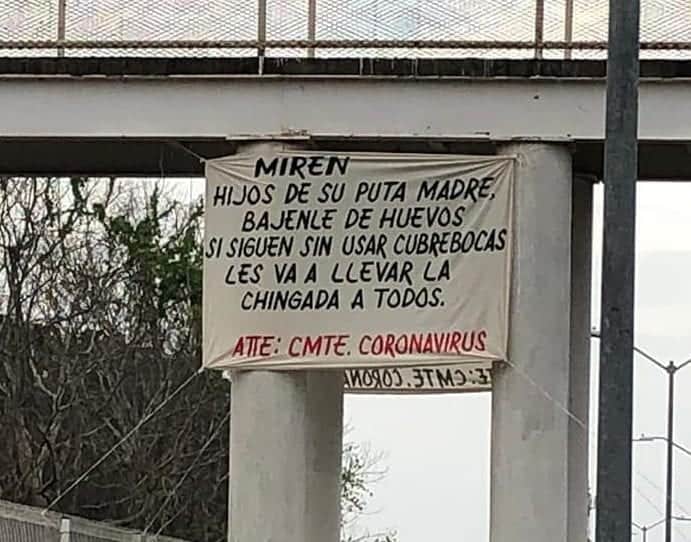 MIREN
HIJOS DE SU PUTA MADRE,
BAJENLE DE HUEVOS
SI SIGUEN SIN USAR CUBREBOCAS
LES VA A LLEVAR LA
CHINGADA A TODOS.
ATTE: CMTE. CORONAVIRUS